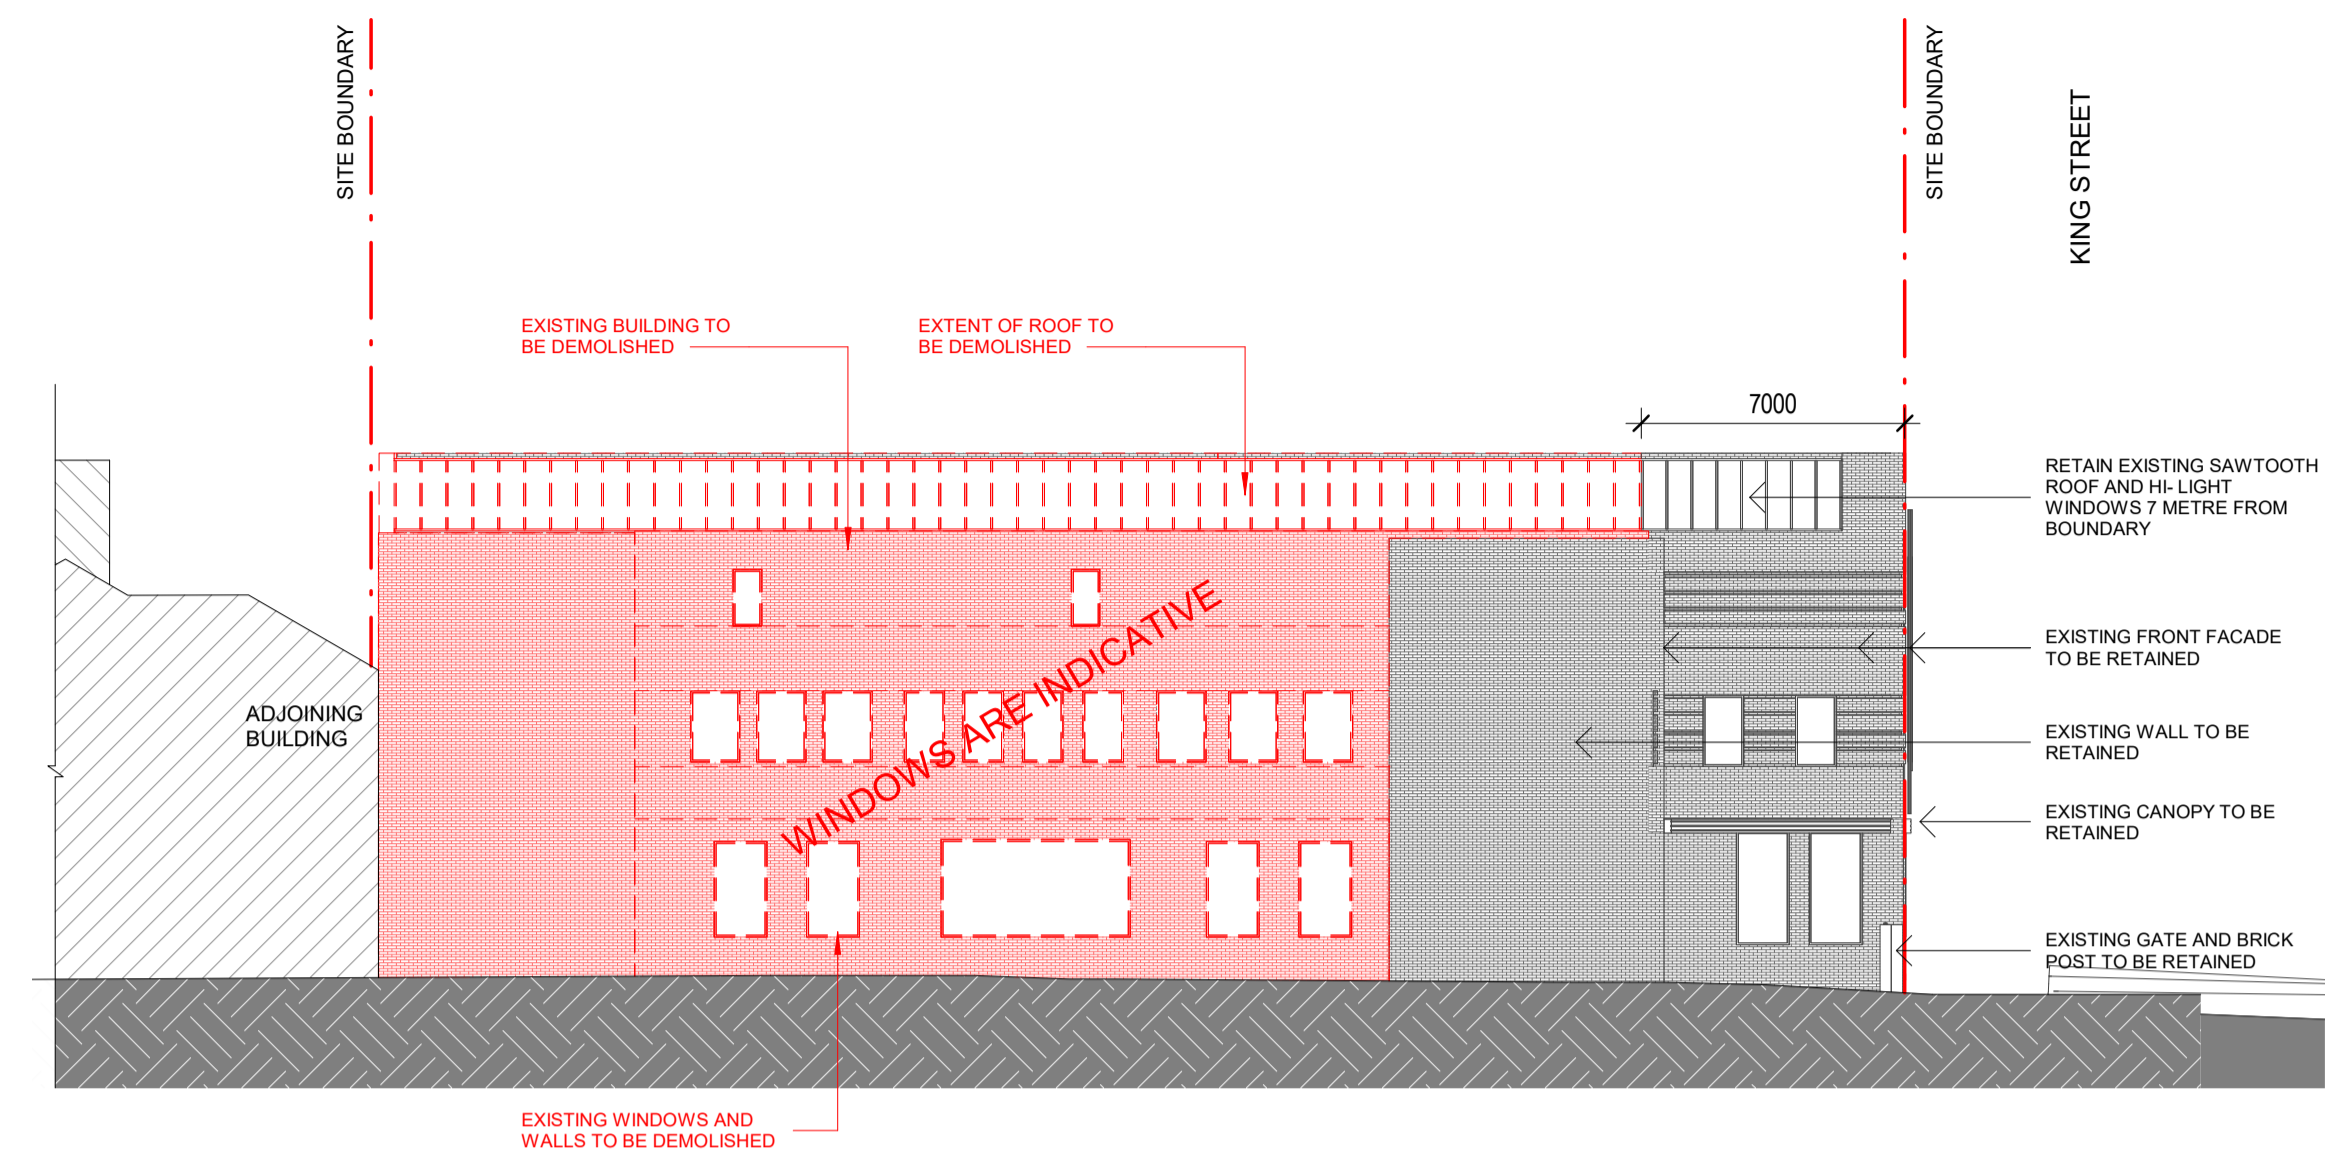 SITE BOUNDARY
SITE BOUNDARY
KING STREET
EXISTING BUILDING TO
BE DEMOLISHED
EXTENT OF ROOF TO
BE DEMOLISHED
7000
RETAIN EXISTING SAWTOOTH
ROOF AND HI- LIGHT
WINDOWS 7 METRE FROM
BOUNDARY
WINDOWS ARE INDICATIVE
EXISTING FRONT FACADE
TO BE RETAINED
ADJOINING
BUILDING
EXISTING WALL TO BE
RETAINED
EXISTING CANOPY TO BE
RETAINED
EXISTING GATE AND BRICK
POST TO BE RETAINED
EXISTING WINDOWS AND
WALLS TO BE DEMOLISHED